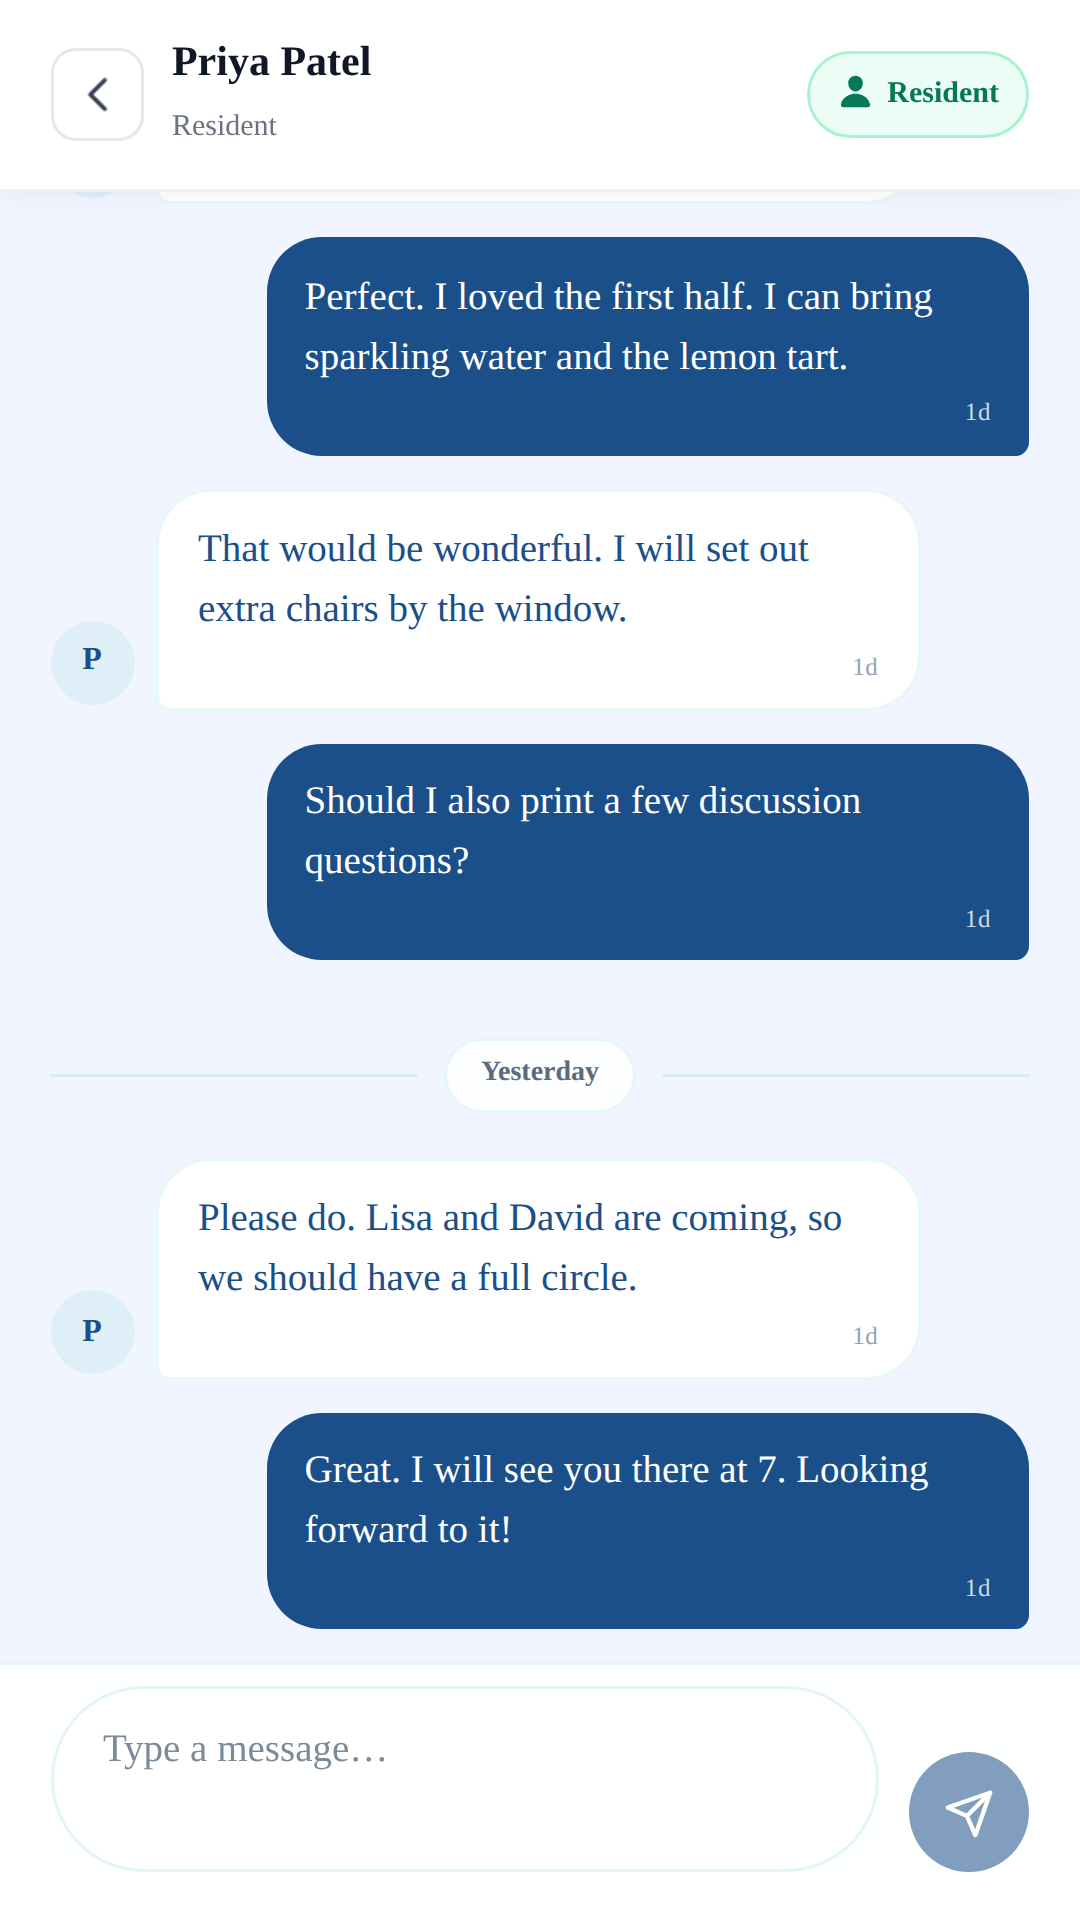 Priya Patel
Resident
Resident
Perfect. I loved the first half. I can bring
sparkling water and the lemon tart.
1d
That would be wonderful. I will set out
extra chairs by the window.
1d
P
Should I also print a few discussion
questions?
1d
Yesterday
Please do. Lisa and David are coming, so
we should have a full circle.
1d
P
Great. I will see you there at 7. Looking
forward to it!
1d
Type a message…